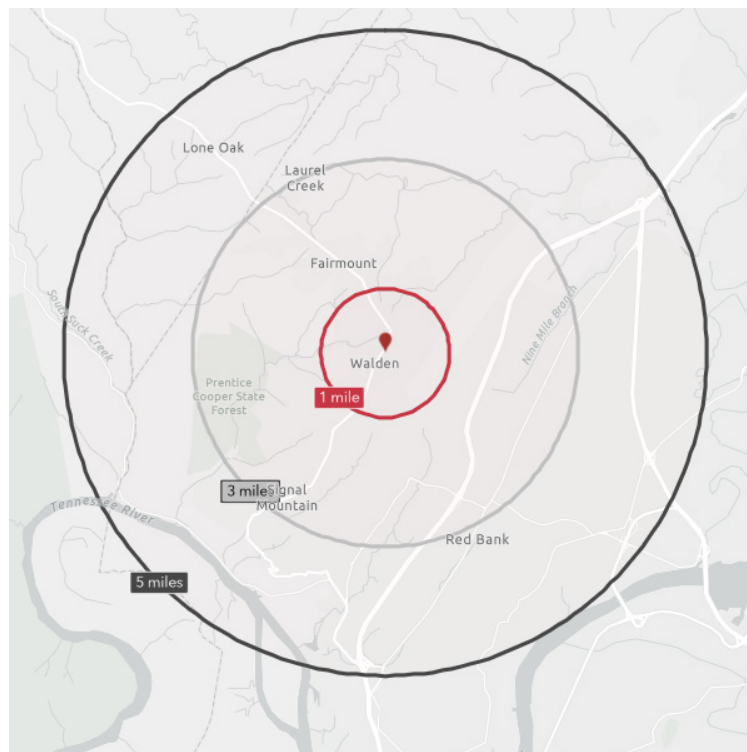 Lone Oak
Laurel
Creek
Fairmount
South Suck Creek
Nine Mile Branch
Walden
Prentice
Cooper State
Forest
1 mile
3 miles
Signal
Mountain
Tennessee River
Red Bank
5 miles